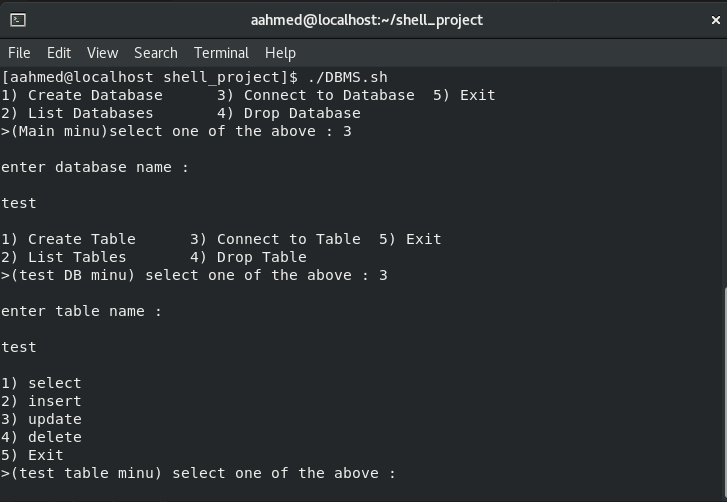 aahmed@localhost:~/shell_project
File Edit View Search Terminal Help
[aahmed@localhost shell_project]$ ./DBMS.sh
1) Create Database      3) Connect to Database  5) Exit
2) List Databases       4) Drop Database
>(Main minu)select one of the above : 3
enter database name :
test
1) Create Table      3) Connect to Table  5) Exit
2) List Tables       4) Drop Table
>(test DB minu) select one of the above : 3
enter table name :
test
1) select
2) insert
3) update
4) delete
5) Exit
>(test table minu) select one of the above :